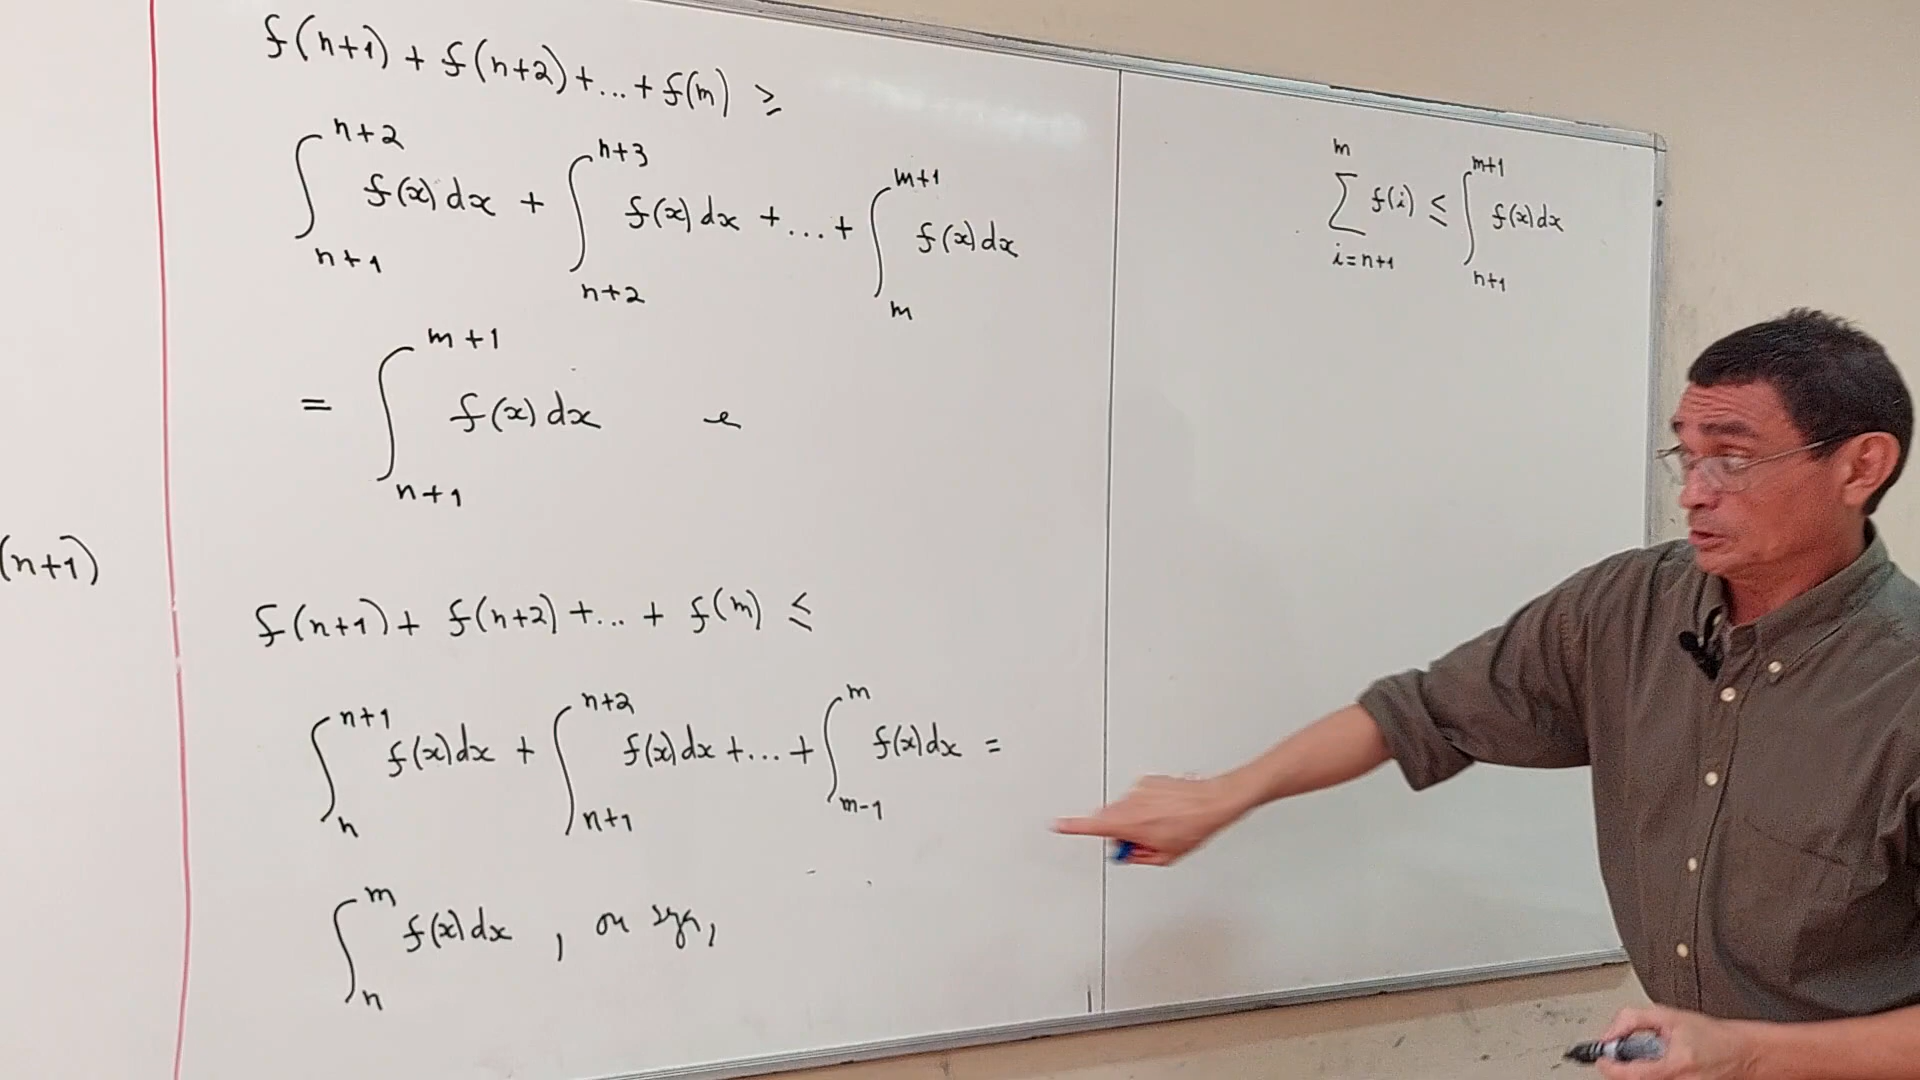 f(n+1) + f(n+2) + ... + f(m) ≥
∫_{n+1}^{n+2} f(x) dx + ∫_{n+2}^{n+3} f(x) dx + ... + ∫_{m}^{m+1} f(x) dx
= ∫_{n+1}^{m+1} f(x) dx e
(n+1)
f(n+1) + f(n+2) + ... + f(m) ≤
∫_{n}^{n+1} f(x) dx + ∫_{n+1}^{n+2} f(x) dx + ... + ∫_{m-1}^{m} f(x) dx =
∫_{n}^{m} f(x) dx , ou seja,
∑_{i=n+1}^{m} f(i) ≤ ∫_{n+1}^{m+1} f(x) dx